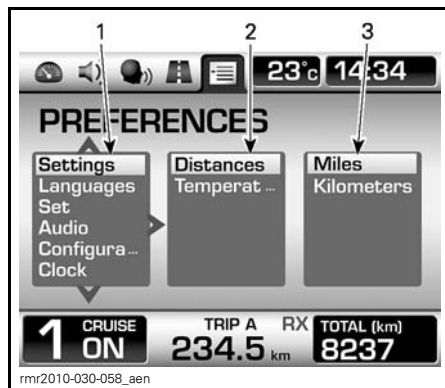 1 2 3
23°c 14:34
PREFERENCES
Settings Distances Miles
Languages Temperat ... Kilometers
Set
Audio
Configura ...
Clock
1 CRUISE ON TRIP A RX TOTAL (km)
234.5 km 8237
rmr2010-030-058_aen